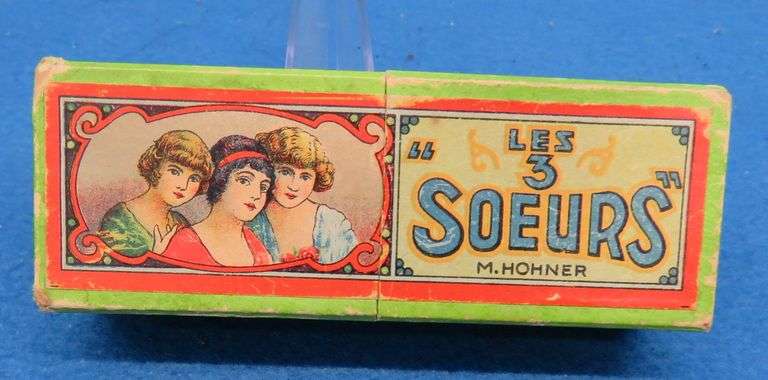 “LES
3
SOEURS”
M. HOHNER